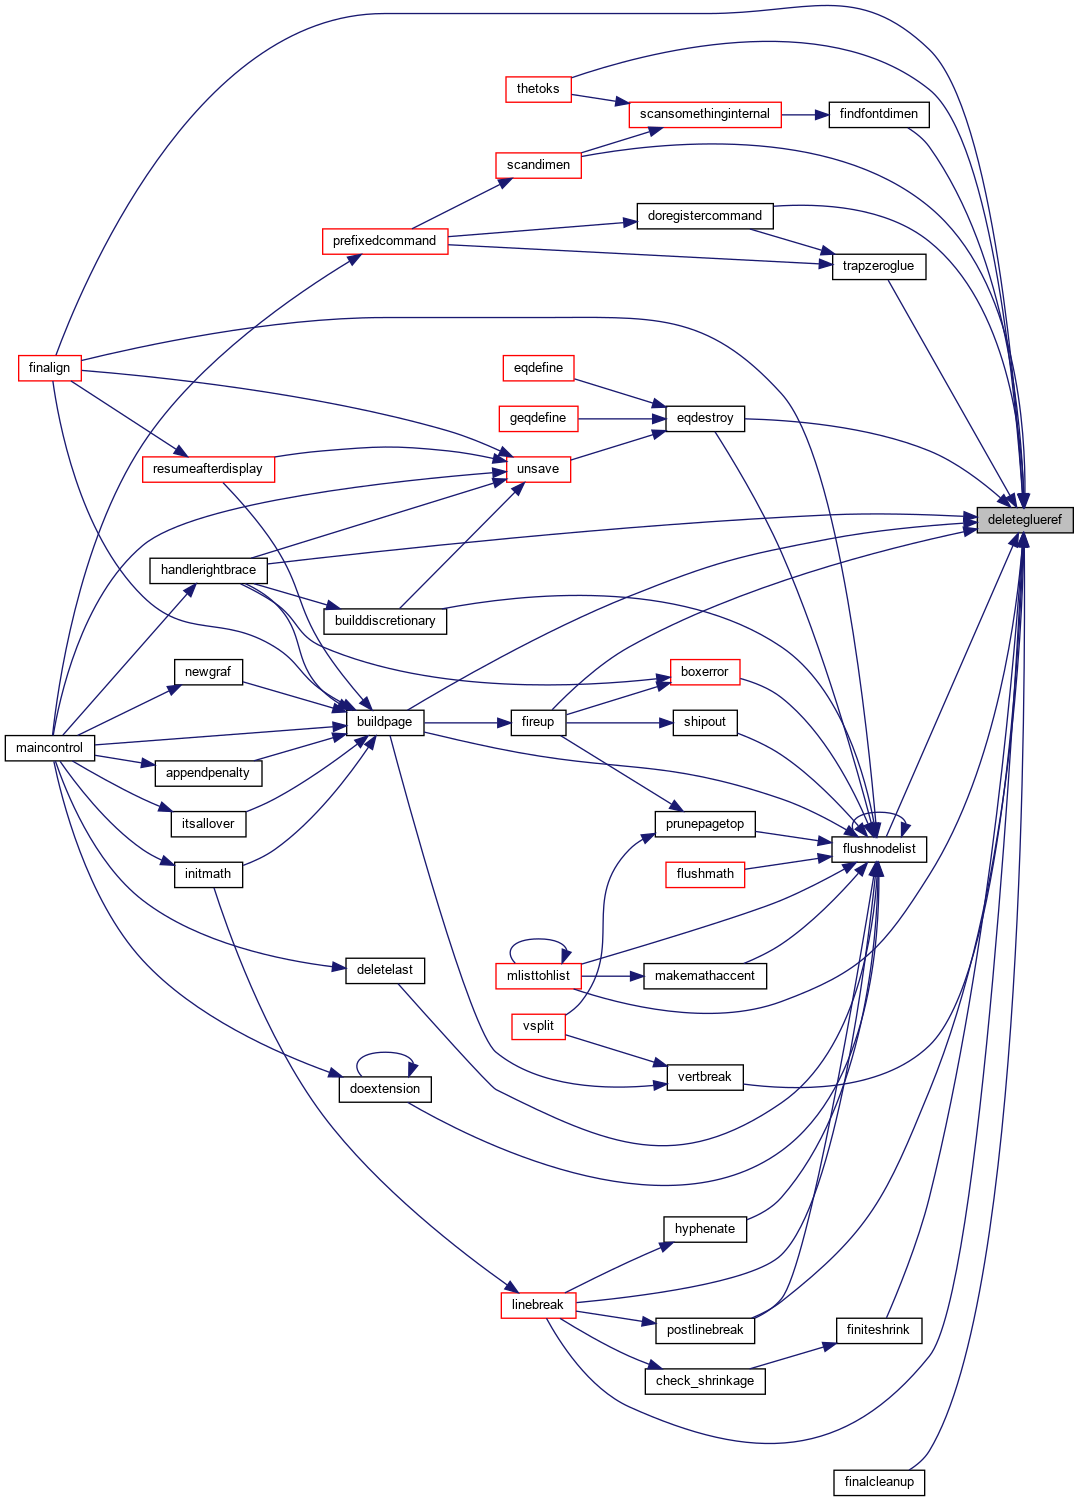 thetoks
scansomethinginternal
findfontdimen
scandimen
doregistercommand
prefixedcommand
trapzeroglue
finalign
eqdefine
geqdefine
eqdestroy
resumeafterdisplay
unsave
deleteglueref
handlerightbrace
builddiscretionary
newgraf
boxerror
buildpage
fireup
shipout
maincontrol
appendpenalty
itsallover
prunepagetop
flushnodelist
initmath
flushmath
deletelast
mlisttohlist
makemathaccent
vsplit
vertbreak
doextension
hyphenate
linebreak
postlinebreak
finiteshrink
check_shrinkage
finalcleanup